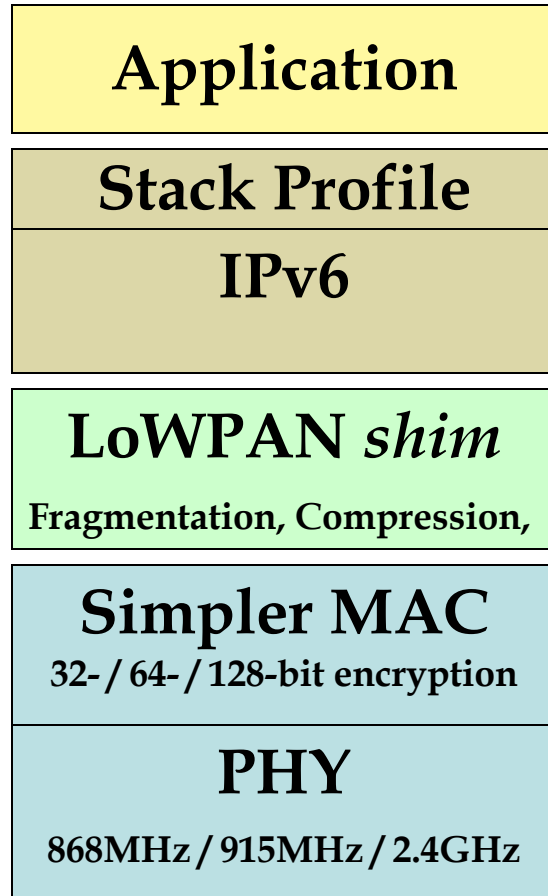 Application
Stack Profile
IPv6
LoWPAN shim
Fragmentation, Compression,
Simpler MAC
32- / 64- / 128-bit encryption
PHY
868MHz / 915MHz / 2.4GHz